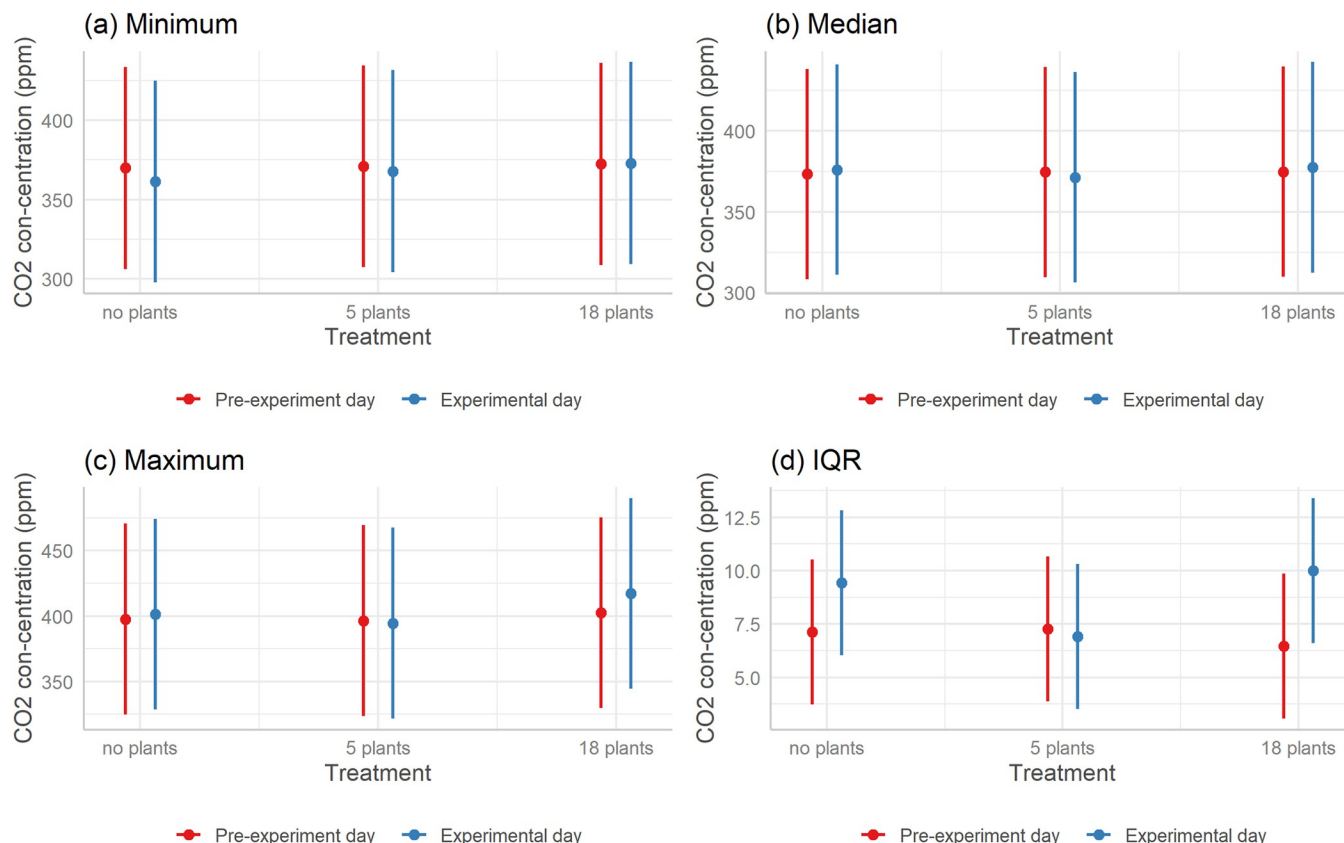 (a) Minimum
CO2 con-centration (ppm)
400
350
300
no plants 5 plants 18 plants
Treatment
Pre-experiment day Experimental day
(b) Median
CO2 con-centration (ppm)
400
350
300
no plants 5 plants 18 plants
Treatment
Pre-experiment day Experimental day
(c) Maximum
CO2 con-centration (ppm)
450
400
350
no plants 5 plants 18 plants
Treatment
Pre-experiment day Experimental day
(d) IQR
CO2 con-centration (ppm)
12.5
10.0
7.5
5.0
no plants 5 plants 18 plants
Treatment
Pre-experiment day Experimental day